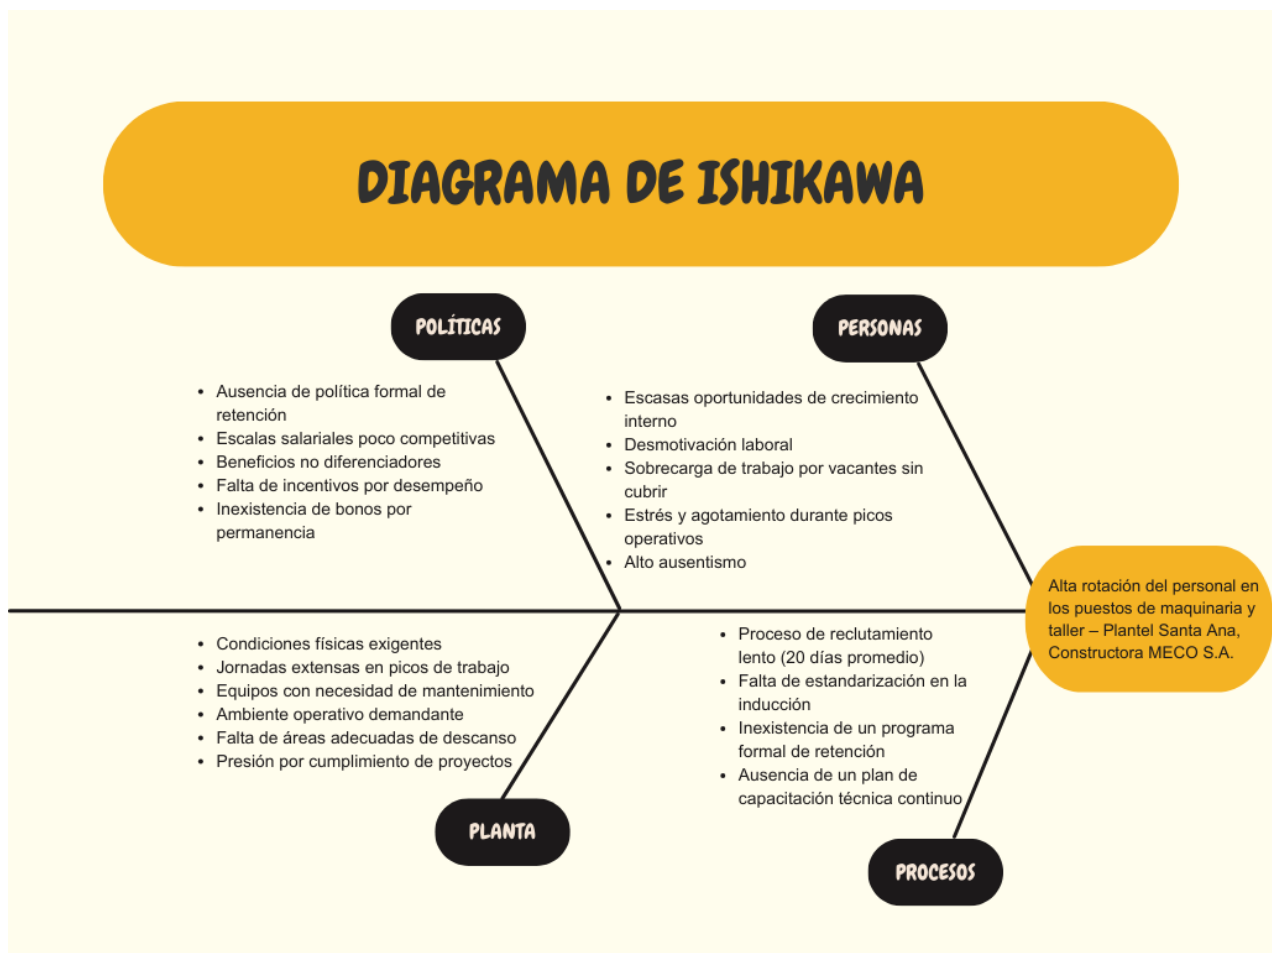 DIAGRAMA DE ISHIKAWA
POLÍTICAS
• Ausencia de política formal de
retención
• Escalas salariales poco competitivas
• Beneficios no diferenciadores
• Falta de incentivos por desempeño
• Inexistencia de bonos por
permanencia
PERSONAS
• Escasas oportunidades de crecimiento
interno
• Desmotivación laboral
• Sobrecarga de trabajo por vacantes sin
cubrir
• Estrés y agotamiento durante picos
operativos
• Alto ausentismo
Alta rotación del personal en
los puestos de maquinaria y
taller – Plantel Santa Ana,
Constructora MECO S.A.
• Condiciones físicas exigentes
• Jornadas extensas en picos de trabajo
• Equipos con necesidad de mantenimiento
• Ambiente operativo demandante
• Falta de áreas adecuadas de descanso
• Presión por cumplimiento de proyectos
PLANTA
• Proceso de reclutamiento
lento (20 días promedio)
• Falta de estandarización en la
inducción
• Inexistencia de un programa
formal de retención
• Ausencia de un plan de
capacitación técnica continuo
PROCESOS